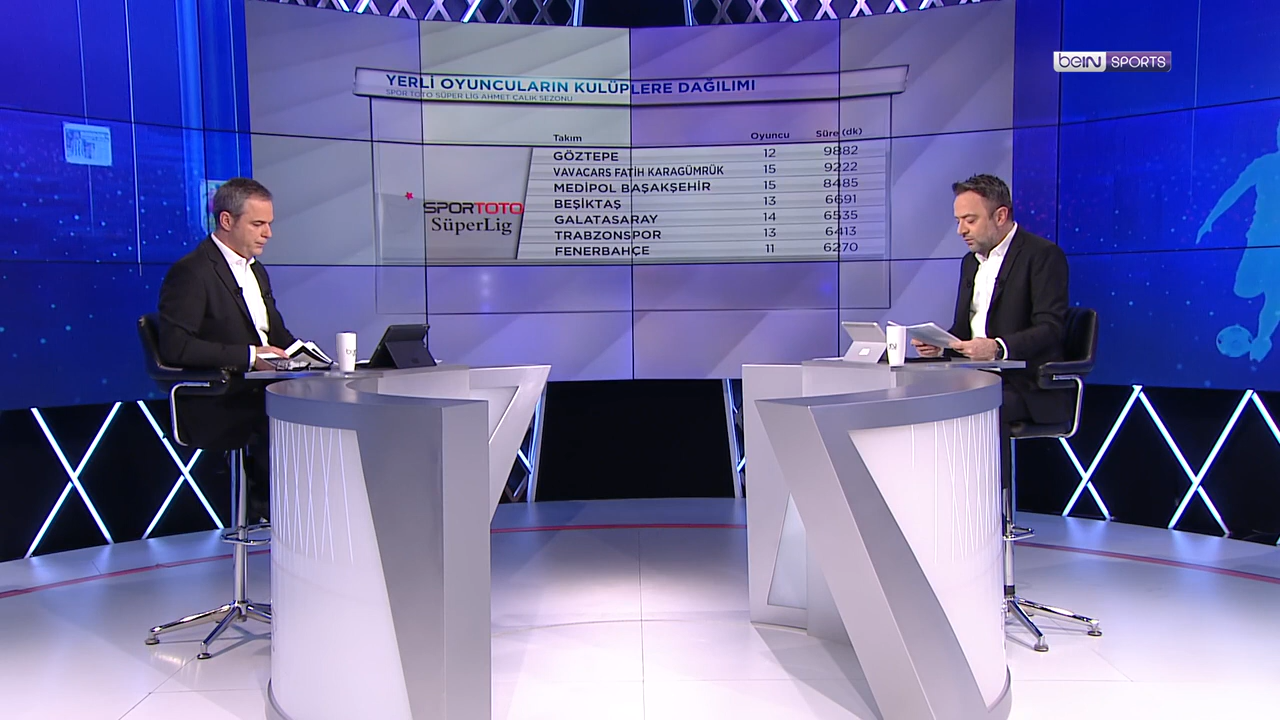 beIN SPORTS
YERLİ OYUNCULARIN KULÜPLERE DAĞILIMI
SPOR TOTO SÜPER LİG AHMET ÇALIK SEZONU
Takım Oyuncu Süre (dk)
GÖZTEPE 12 9882
VAVACARS FATİH KARAGÜMRÜK 15 9222
MEDIPOL BAŞAKŞEHİR 15 8485
BEŞİKTAŞ 13 6691
GALATASARAY 14 6535
TRABZONSPOR 13 6413
FENERBAHÇE 11 6270
SPORTOTO
SüperLig